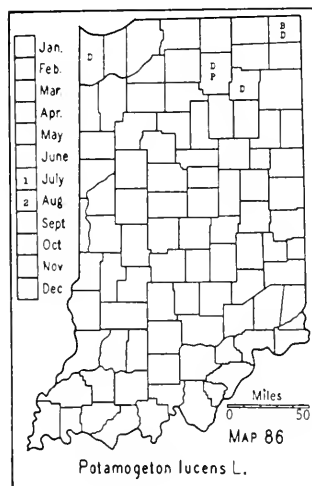 Jan.
Feb.
Mar.
Apr.
May
June
1 July
2 Aug
Sept
Oct
Nov
Dec
B
D
D
D
P
D
Miles
0 50
MAP 86
Potamogeton lucens L.